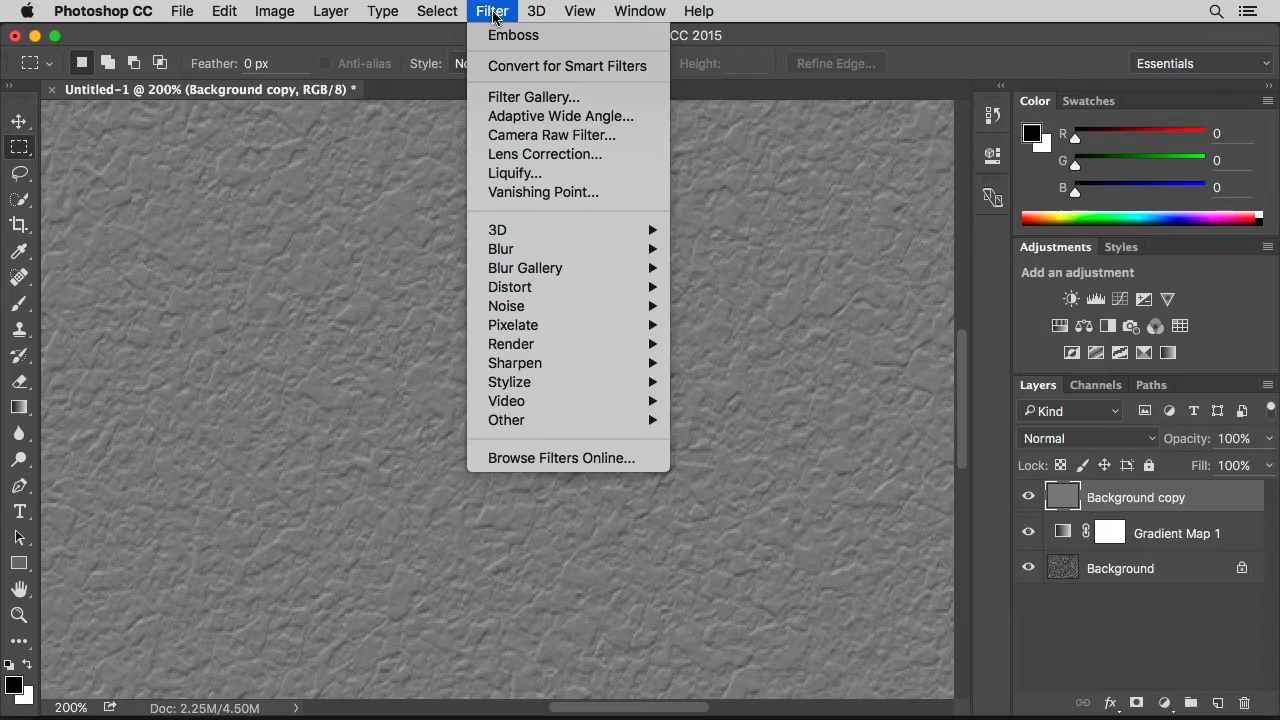 Photoshop CC File Edit Image Layer Type Select Filter 3D View Window Help
CC 2015
Feather: 0 px Anti-alias Style: No Height: Refine Edge... Essentials
Untitled-1 @ 200% (Background copy, RGB/8) *
Emboss
Convert for Smart Filters
Filter Gallery...
Adaptive Wide Angle...
Camera Raw Filter...
Lens Correction...
Liquify...
Vanishing Point...
3D
Blur
Blur Gallery
Distort
Noise
Pixelate
Render
Sharpen
Stylize
Video
Other
Browse Filters Online...
Color Swatches
R 0
G 0
B 0
Adjustments Styles
Add an adjustment
Layers Channels Paths
Kind
Normal Opacity: 100%
Lock: Fill: 100%
Background copy
Gradient Map 1
Background
200% Doc: 2.25M/4.50M